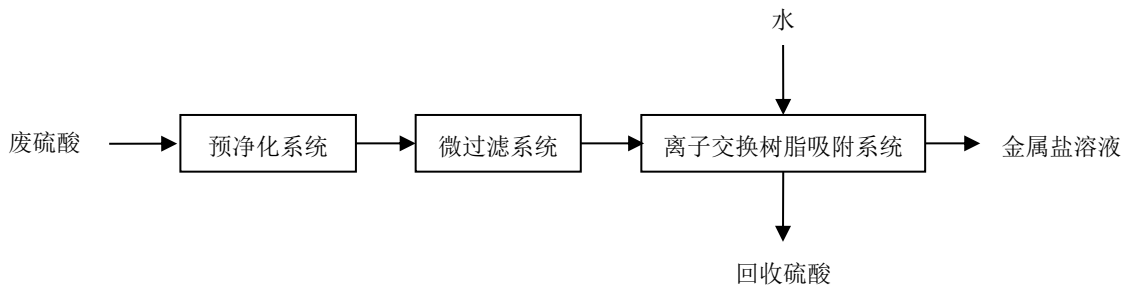 水
废硫酸
预净化系统
微过滤系统
离子交换树脂吸附系统
金属盐溶液
回收硫酸